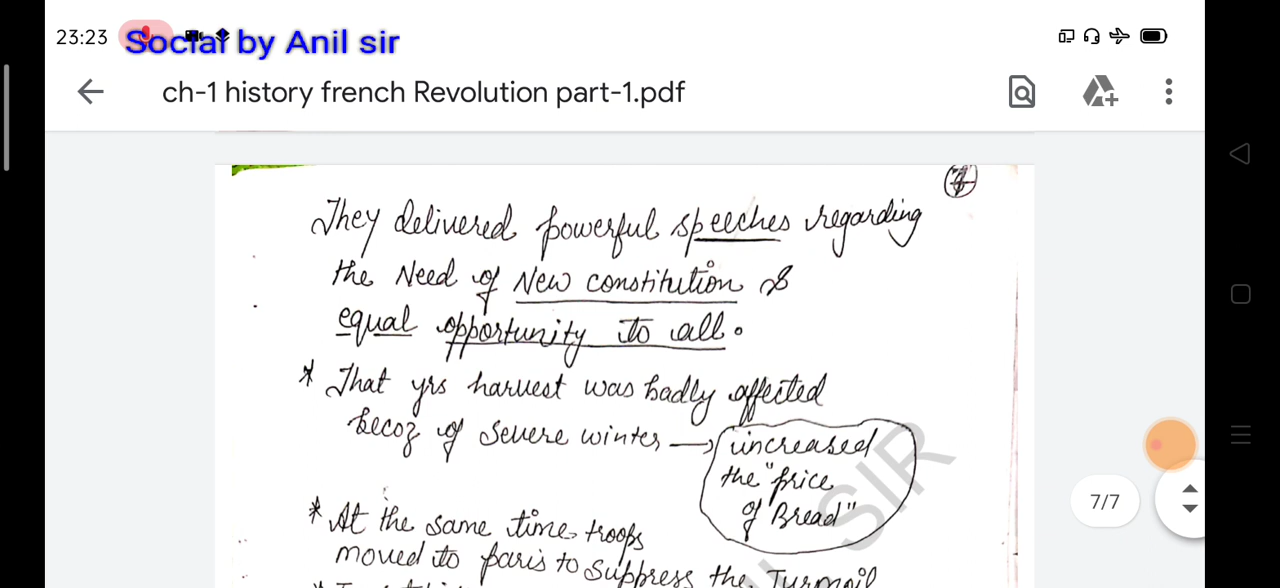 23:23
Social by Anil sir
ch-1 history french Revolution part-1.pdf
They delivered powerful speeches regarding
the Need of New constitution &
equal opportunity to all.
* That yrs harvest was badly affected
becoz of severe winter → increased
the "price
of Bread"
* At the same time troops
moved to paris to suppress the Turmoil
SIR
7/7